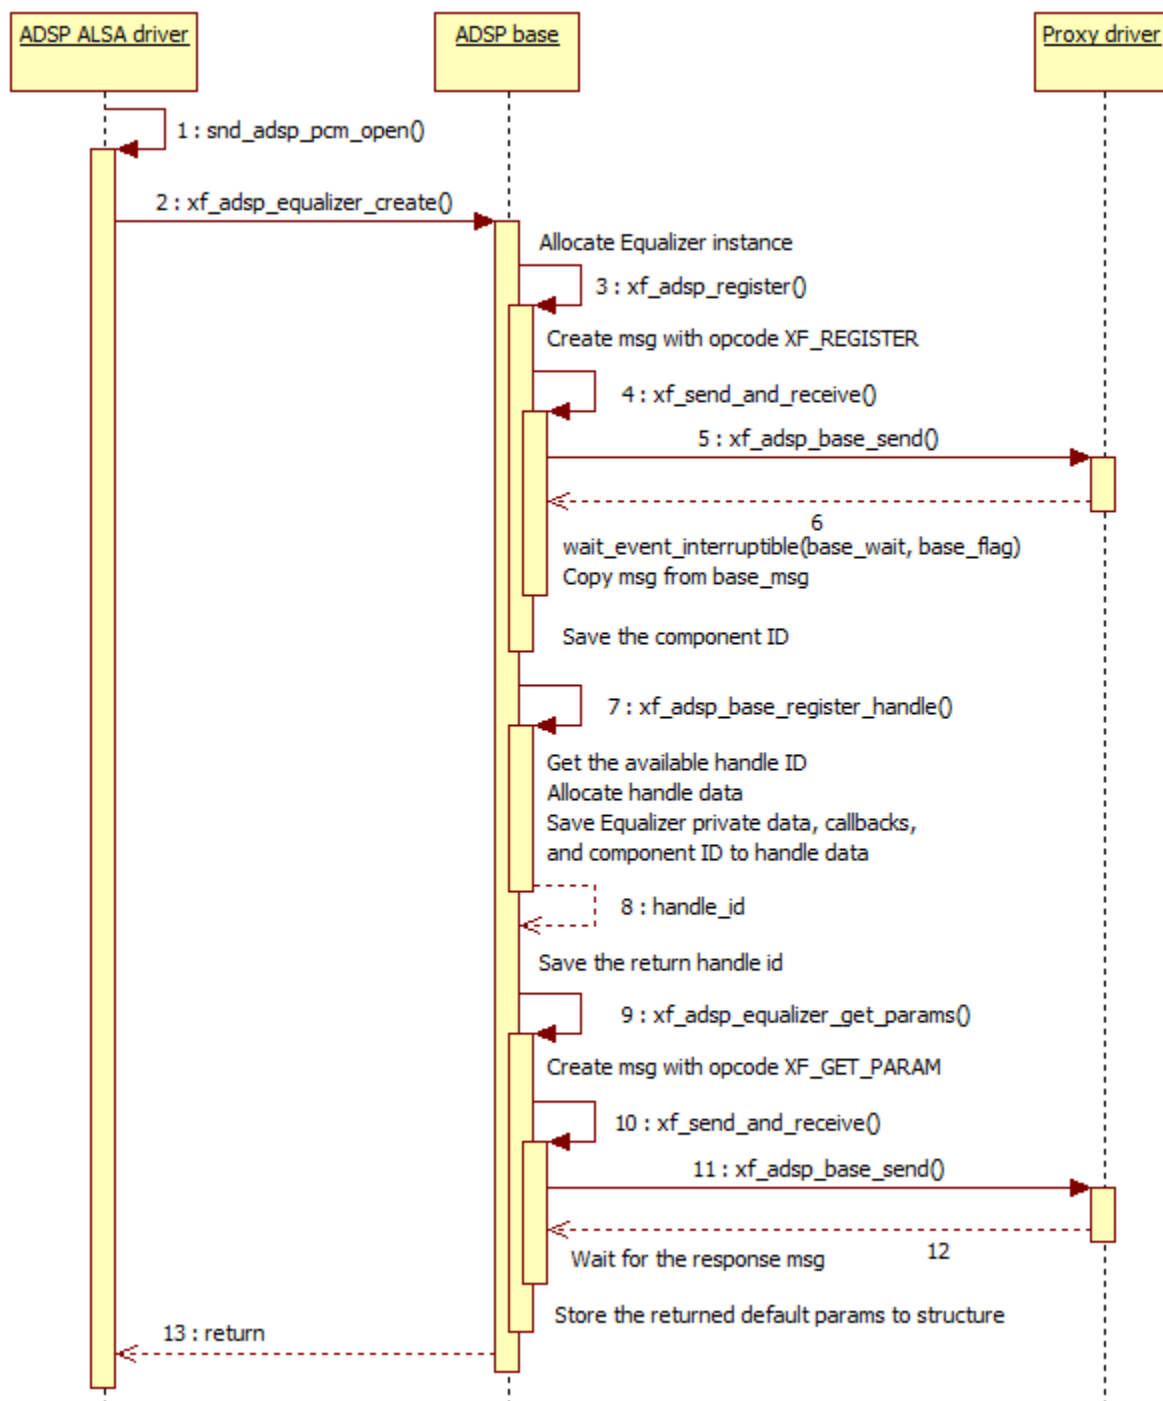 ADSP ALSA driver
ADSP base
Proxy driver
1 : snd_adsp_pcm_open()
2 : xf_adsp_equalizer_create()
Allocate Equalizer instance
3 : xf_adsp_register()
Create msg with opcode XF_REGISTER
4 : xf_send_and_receive()
5 : xf_adsp_base_send()
6
wait_event_interruptible(base_wait, base_flag)
Copy msg from base_msg
Save the component ID
7 : xf_adsp_base_register_handle()
Get the available handle ID
Allocate handle data
Save Equalizer private data, callbacks,
and component ID to handle data
8 : handle_id
Save the return handle id
9 : xf_adsp_equalizer_get_params()
Create msg with opcode XF_GET_PARAM
10 : xf_send_and_receive()
11 : xf_adsp_base_send()
12
Wait for the response msg
Store the returned default params to structure
13 : return